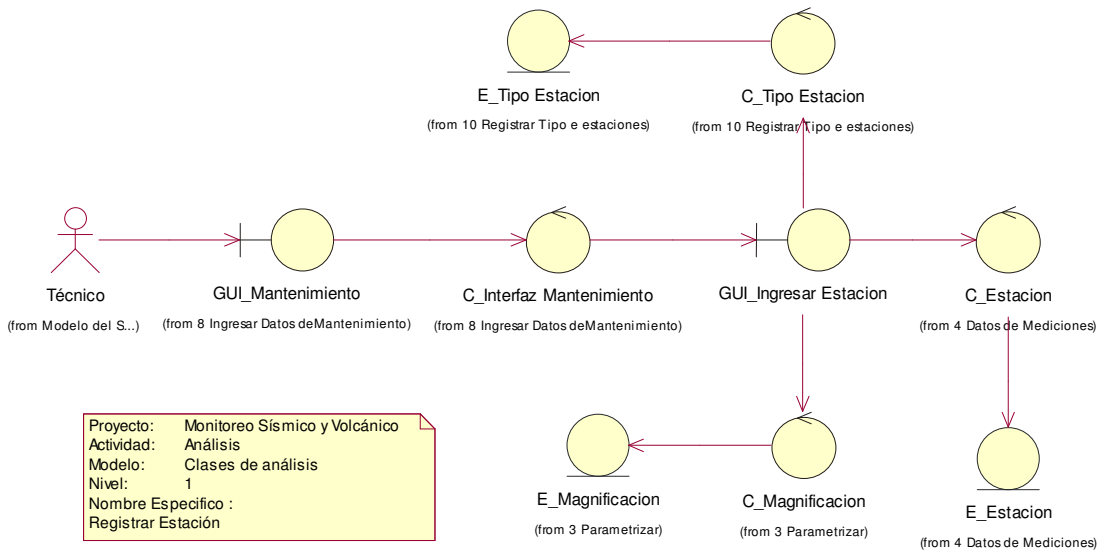 E_Tipo Estacion
C_Tipo Estacion
(from 10 Registrar Tipo e estaciones)
(from 10 Registrar Tipo e estaciones)
Técnico
GUI_Mantenimiento
C_Interfaz Mantenimiento
GUI_Ingresar Estacion
C_Estacion
(from Modelo del S...)
(from 8 Ingresar Datos deMantenimiento)
(from 8 Ingresar Datos deMantenimiento)
(from 4 Datos de Mediciones)
Proyecto: Monitoreo Sísmico y Volcánico
Actividad: Análisis
Modelo: Clases de análisis
Nivel: 1
Nombre Especifico :
Registrar Estación
E_Magnificacion
C_Magnificacion
E_Estacion
(from 3 Parametrizar)
(from 3 Parametrizar)
(from 4 Datos de Mediciones)